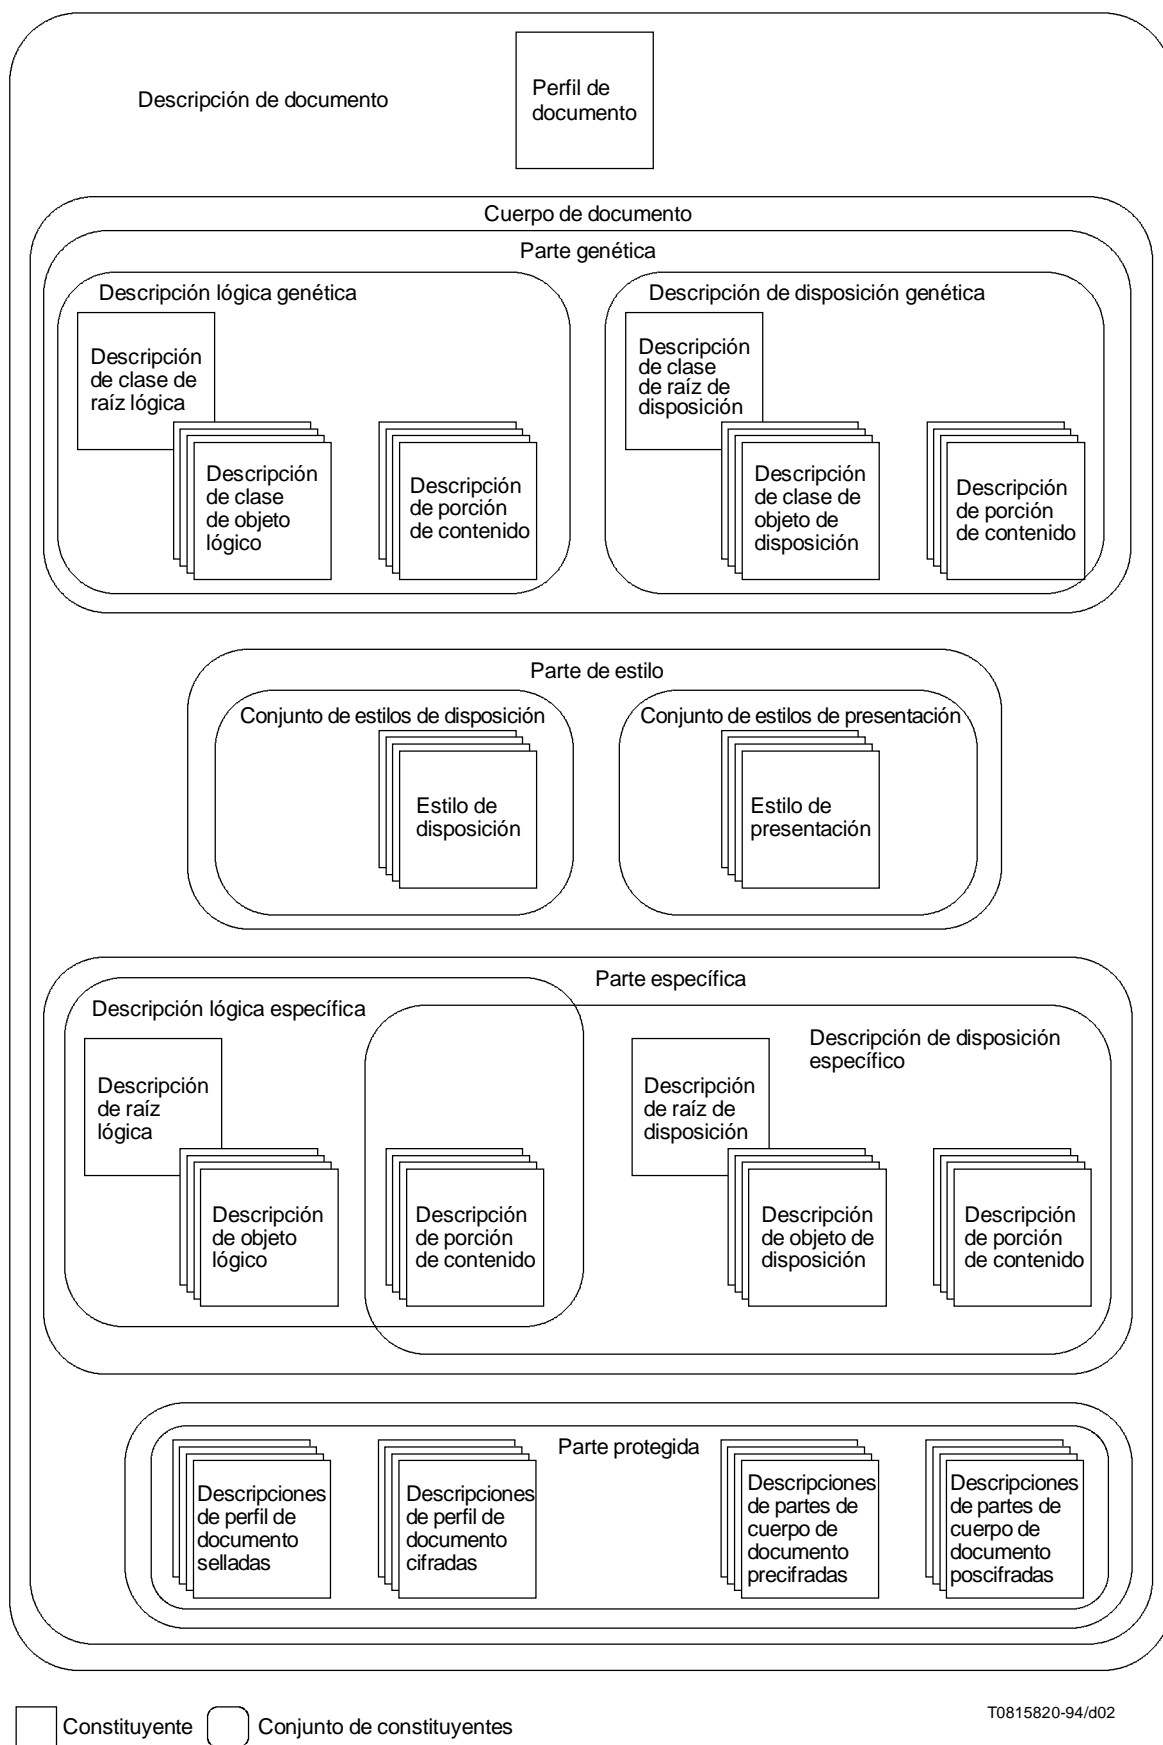 Descripción de documento
Perfil de
documento
Cuerpo de documento
Parte genética
Descripción lógica genética
Descripción de clase de
raíz lógica
Descripción
de clase
de objeto
lógico
Descripción
de porción
de contenido
Descripción de disposición genética
Descripción
de clase
de raíz de
disposición
Descripción
de clase de
objeto de
disposición
Descripción
de porción
de contenido
Parte de estilo
Conjunto de estilos de disposición
Estilo de
disposición
Conjunto de estilos de presentación
Estilo de
presentación
Parte específica
Descripción lógica específica
Descripción
de raíz
lógica
Descripción
de objeto
lógico
Descripción
de porción
de contenido
Descripción de disposición
específico
Descripción
de raíz de
disposición
Descripción
de objeto de
disposición
Descripción
de porción
de contenido
Parte protegida
Descripciones
de perfil de
documento
selladas
Descripciones
de perfil de
documento
cifradas
Descripciones
de partes de
cuerpo de
documento
precifradas
Descripciones
de partes de
cuerpo de
documento
poscifradas
T0815820-94/d02
Constituyente
Conjunto de constituyentes